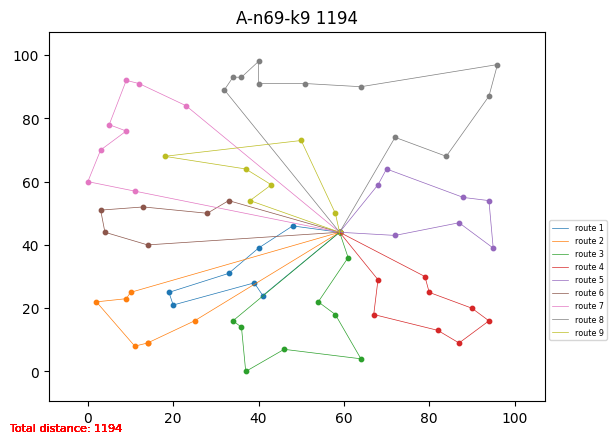 A-n69-k9 1194
100
80
60
40
20
0
0 20 40 60 80 100
route 1
route 2
route 3
route 4
route 5
route 6
route 7
route 8
route 9
Total distance: 1194